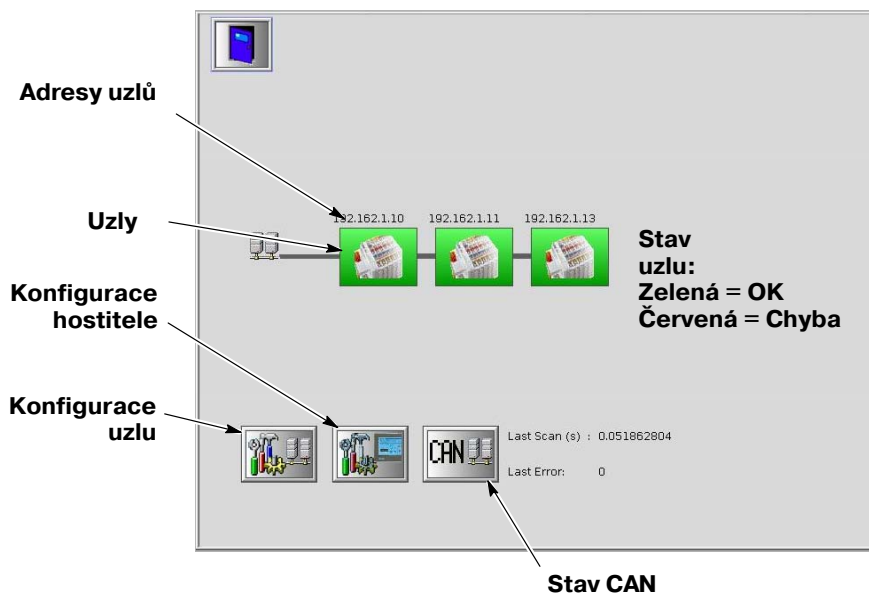 Adresy uzlů
192.162.1.10 192.162.1.11 192.162.1.13
Uzly
Stav
uzlu:
Zelená = OK
Červená = Chyba
Konfigurace
hostitele
Konfigurace
uzlu
CAN
Last Scan (s) : 0.051862804
Last Error: 0
Stav CAN